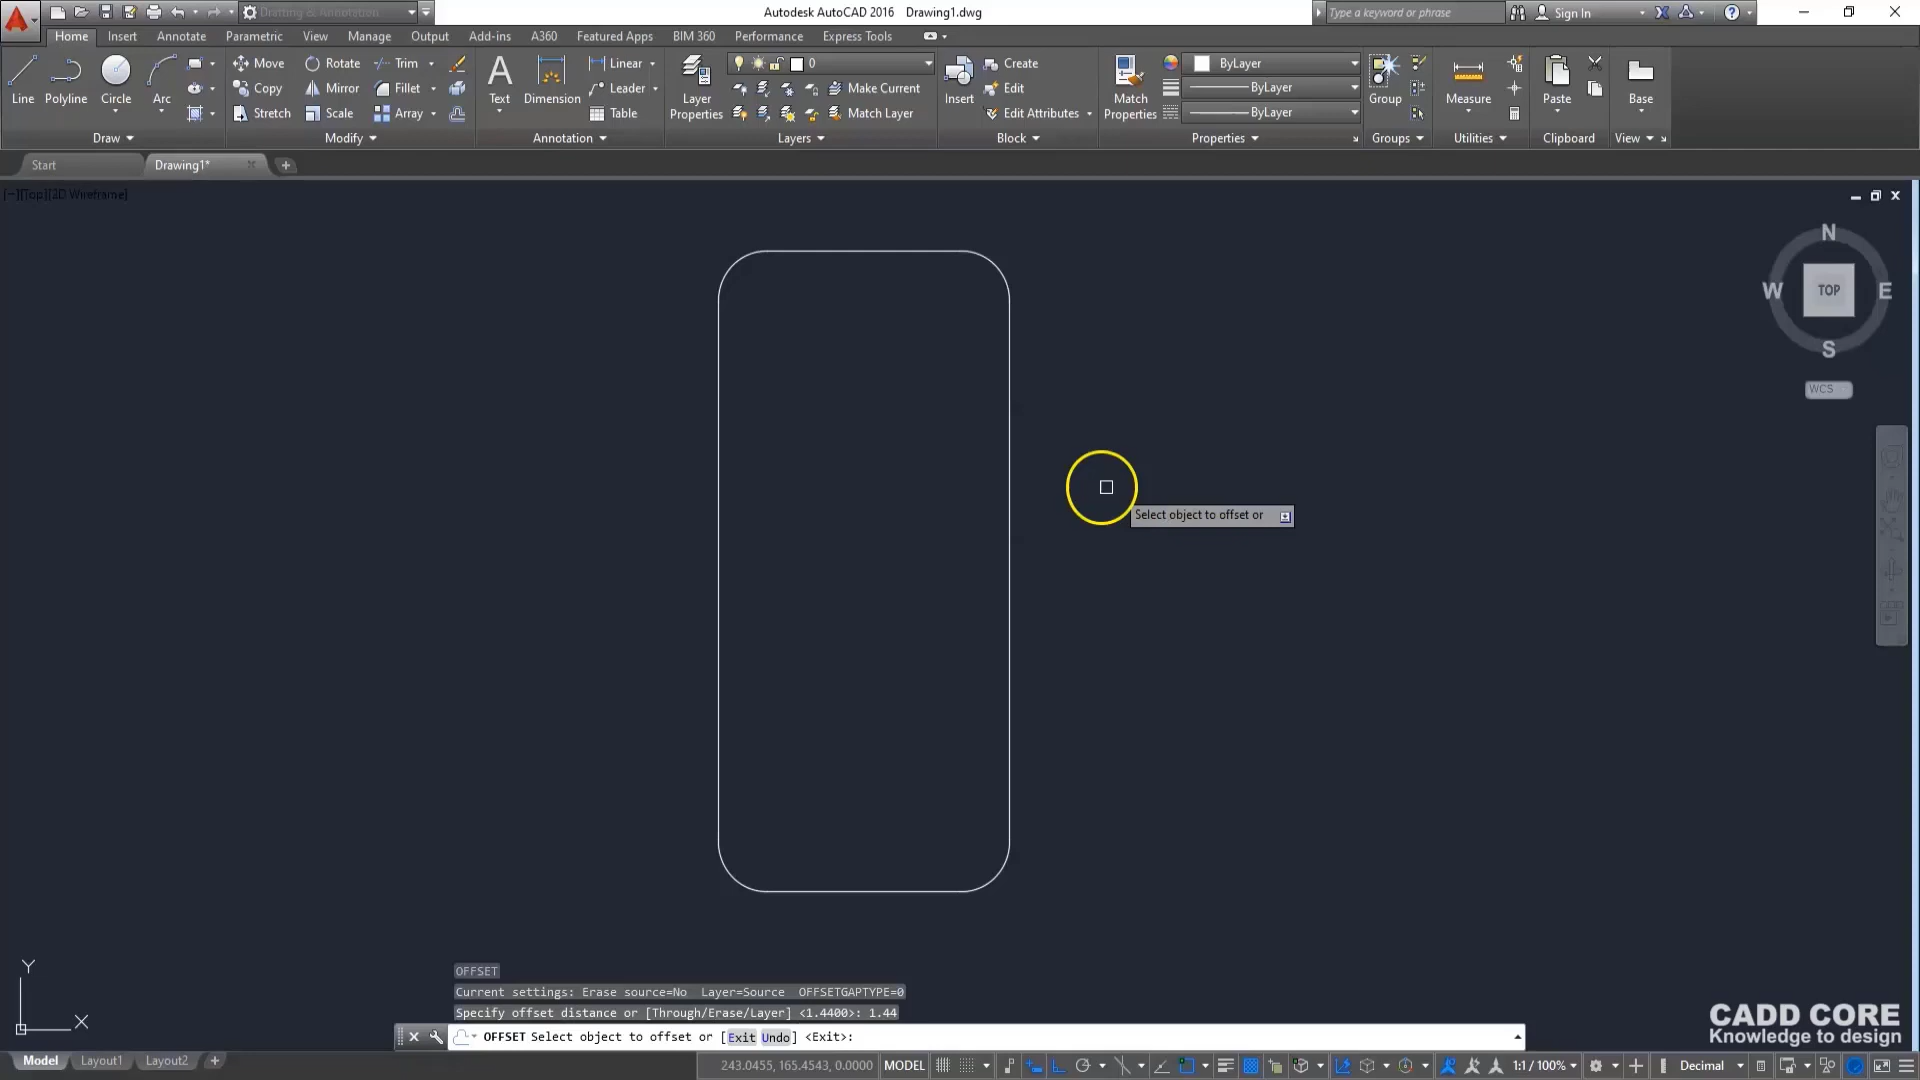 Drafting & Annotation
Autodesk AutoCAD 2016 Drawing1.dwg
Type a keyword or phrase
Sign In
Home Insert Annotate Parametric View Manage Output Add-ins A360 Featured Apps BIM 360 Performance Express Tools
Line Polyline Circle Arc
Draw
Move Rotate Trim
Copy Mirror Fillet
Stretch Scale Array
Modify
Text Dimension
Linear
Leader
Table
Annotation
Layer Properties
0
Make Current
Match Layer
Layers
Insert
Create
Edit
Edit Attributes
Block
Match Properties
ByLayer
ByLayer
ByLayer
Properties
Group
Groups
Measure
Utilities
Paste
Clipboard
Base
View
Start Drawing1*
[−][Top][2D Wireframe]
N
W TOP E
S
WCS
Select object to offset or
Y
X
OFFSET
Current settings: Erase source=No Layer=Source OFFSETGAPTYPE=0
Specify offset distance or [Through/Erase/Layer] <1.4400>: 1.44
OFFSET Select object to offset or [Exit Undo] <Exit>:
CADD CORE
Knowledge to design
Model Layout1 Layout2
243.0455, 165.4543, 0.0000 MODEL 1:1 / 100% Decimal